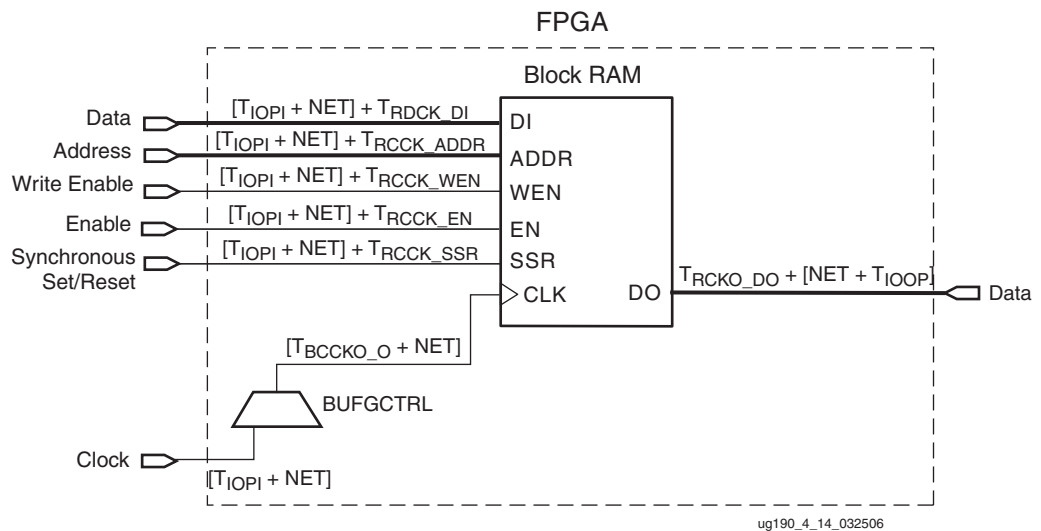 FPGA
Block RAM
Data [TIOPI + NET] + TRDCK_DI DI
Address [TIOPI + NET] + TRCCK_ADDR ADDR
Write Enable [TIOPI + NET] + TRCCK_WEN WEN
Enable [TIOPI + NET] + TRCCK_EN EN
Synchronous Set/Reset [TIOPI + NET] + TRCCK_SSR SSR
CLK DO TRCKO_DO + [NET + TIOOP] Data
[TBCCKO_O + NET]
BUFGCTRL
Clock
[TIOPI + NET]
ug190_4_14_032506